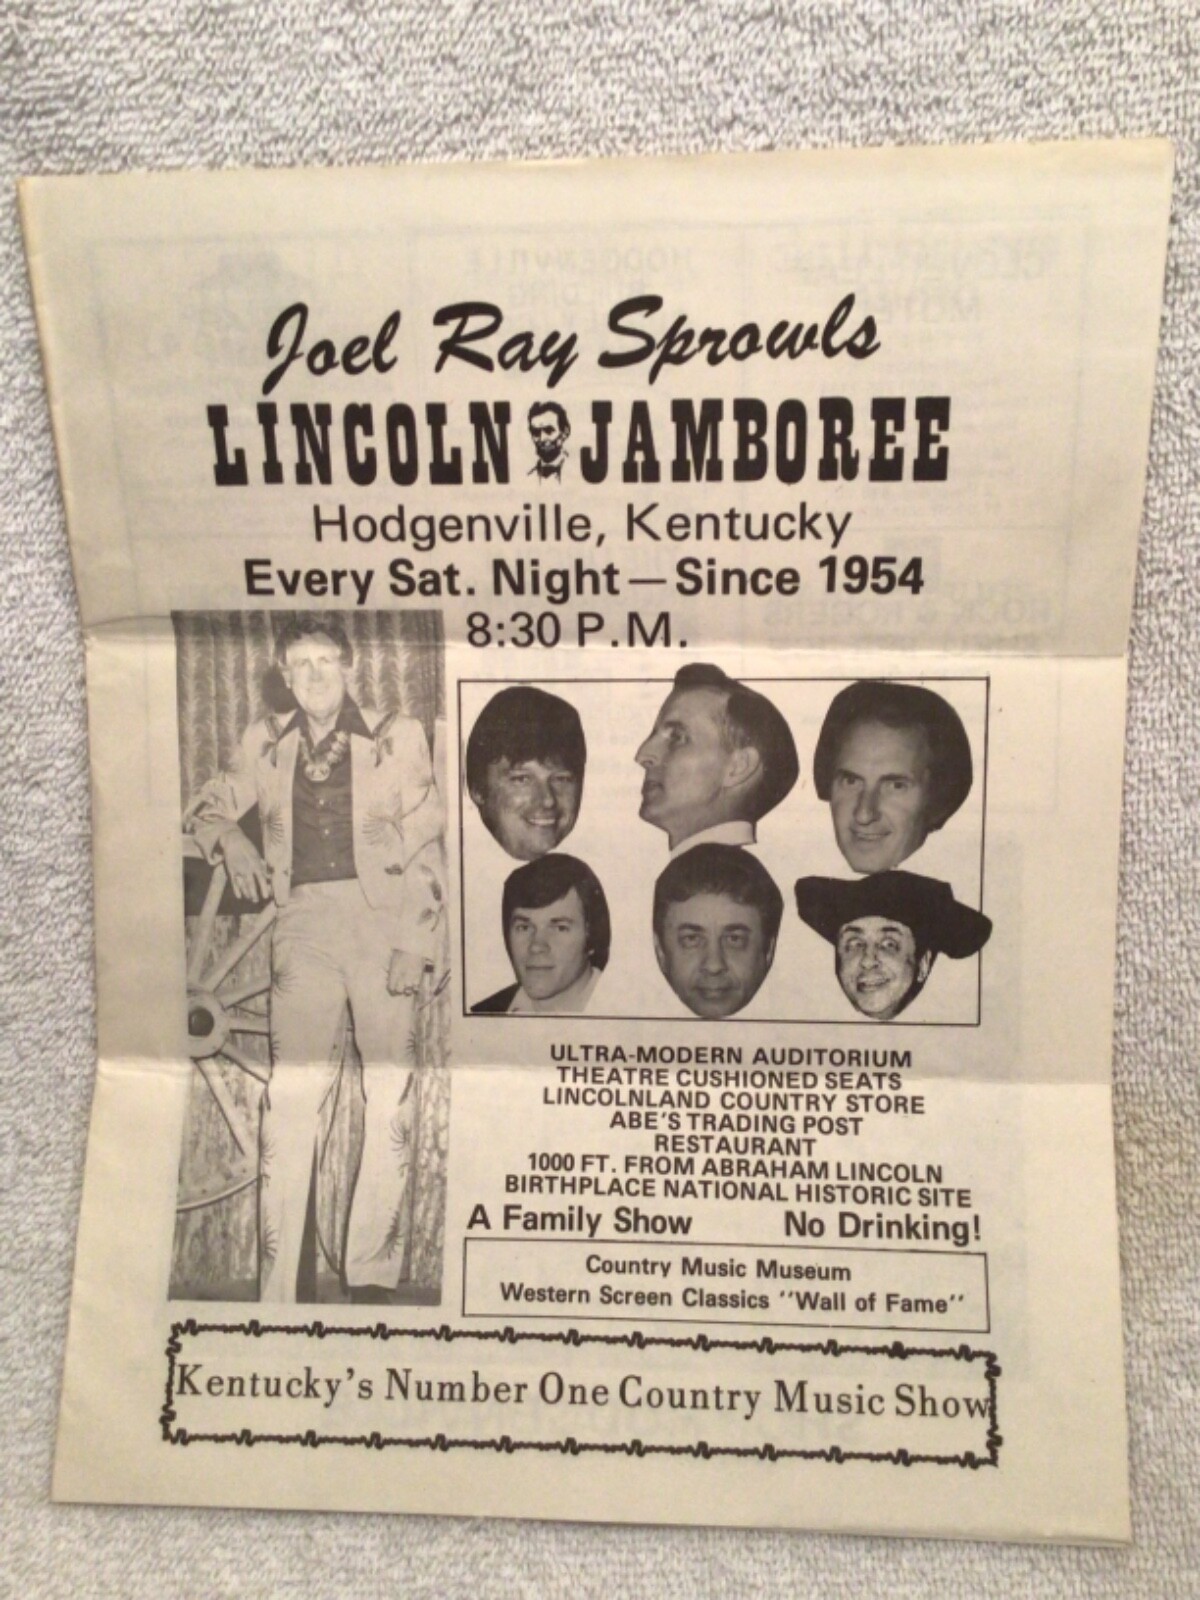 Joel Ray Sprowls
LINCOLN JAMBOREE
Hodgenville, Kentucky
Every Sat. Night — Since 1954
8:30 P.M.
ULTRA-MODERN AUDITORIUM
THEATRE CUSHIONED SEATS
LINCOLNLAND COUNTRY STORE
ABE'S TRADING POST
RESTAURANT
1000 FT. FROM ABRAHAM LINCOLN
BIRTHPLACE NATIONAL HISTORIC SITE
A Family Show No Drinking!
Country Music Museum
Western Screen Classics "Wall of Fame"
Kentucky's Number One Country Music Show